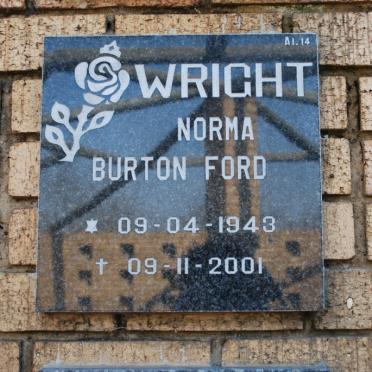 A1.14
WRIGHT
NORMA
BURTON FORD
09-04-1943
09-11-2001